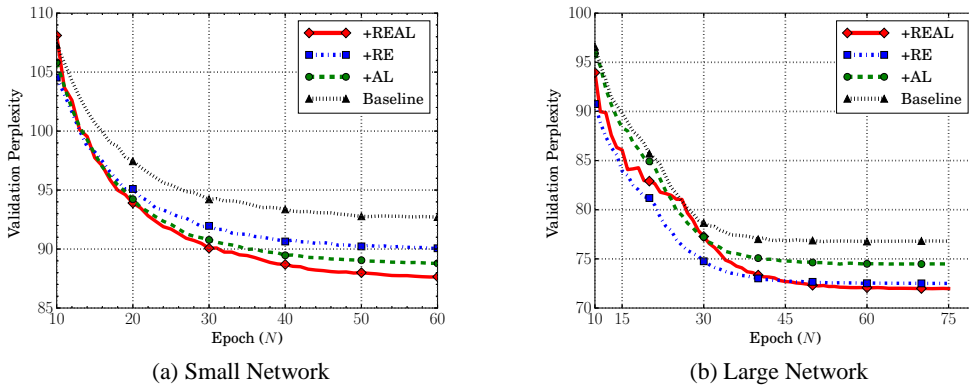 110
105
100
95
90
85
Validation Perplexity
10
20
30
40
50
60
Epoch (N)
+REAL
+RE
+AL
Baseline
(a) Small Network
100
95
90
85
80
75
70
Validation Perplexity
10
15
30
45
60
75
Epoch (N)
+REAL
+RE
+AL
Baseline
(b) Large Network